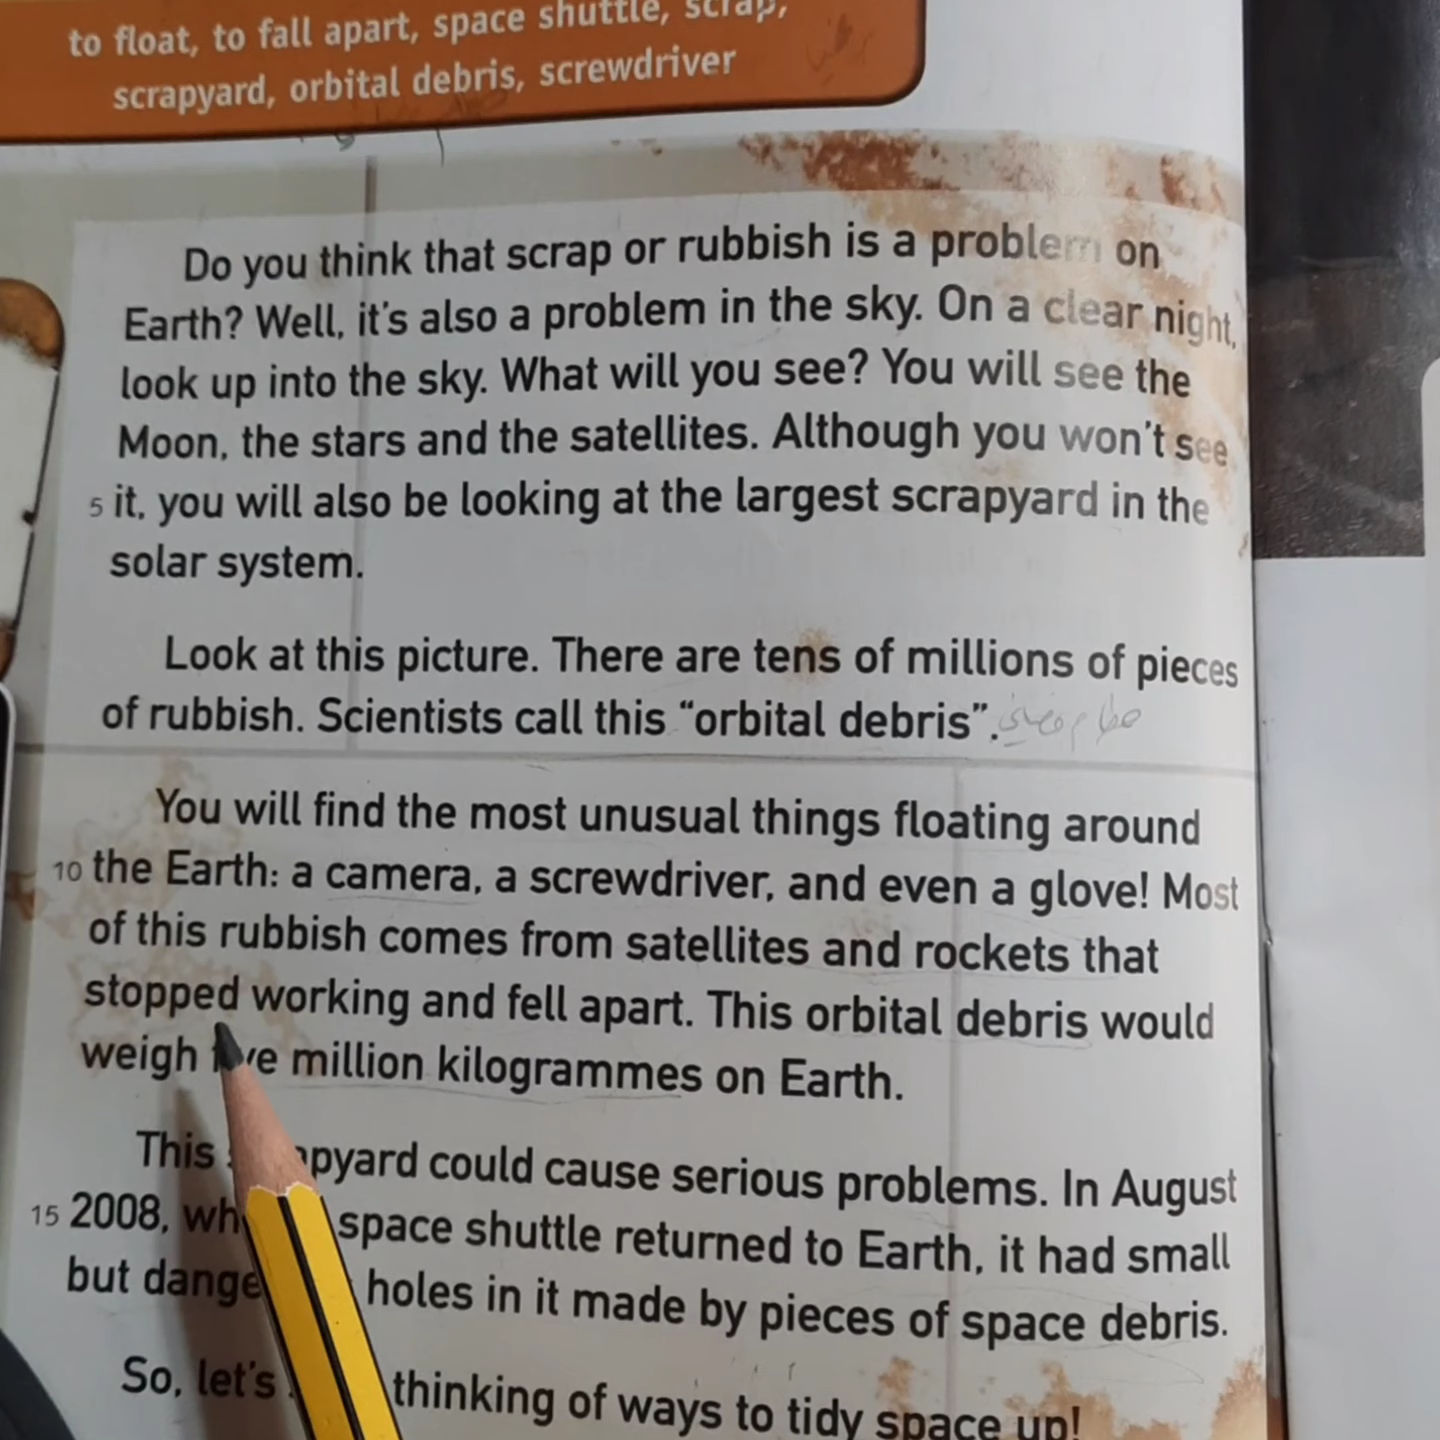 to float, to fall apart, space shuttle, scrap,
scrapyard, orbital debris, screwdriver
Do you think that scrap or rubbish is a problem on
Earth? Well, it's also a problem in the sky. On a clear night,
look up into the sky. What will you see? You will see the
Moon, the stars and the satellites. Although you won't see
5 it, you will also be looking at the largest scrapyard in the
solar system.
Look at this picture. There are tens of millions of pieces
of rubbish. Scientists call this “orbital debris”. حطام فضائي
You will find the most unusual things floating around
10 the Earth: a camera, a screwdriver, and even a glove! Most
of this rubbish comes from satellites and rockets that
stopped working and fell apart. This orbital debris would
weigh five million kilogrammes on Earth.
This scrapyard could cause serious problems. In August
15 2008, space shuttle returned to Earth, it had small
but holes in it made by pieces of space debris.
So, let's thinking of ways to tidy space up!